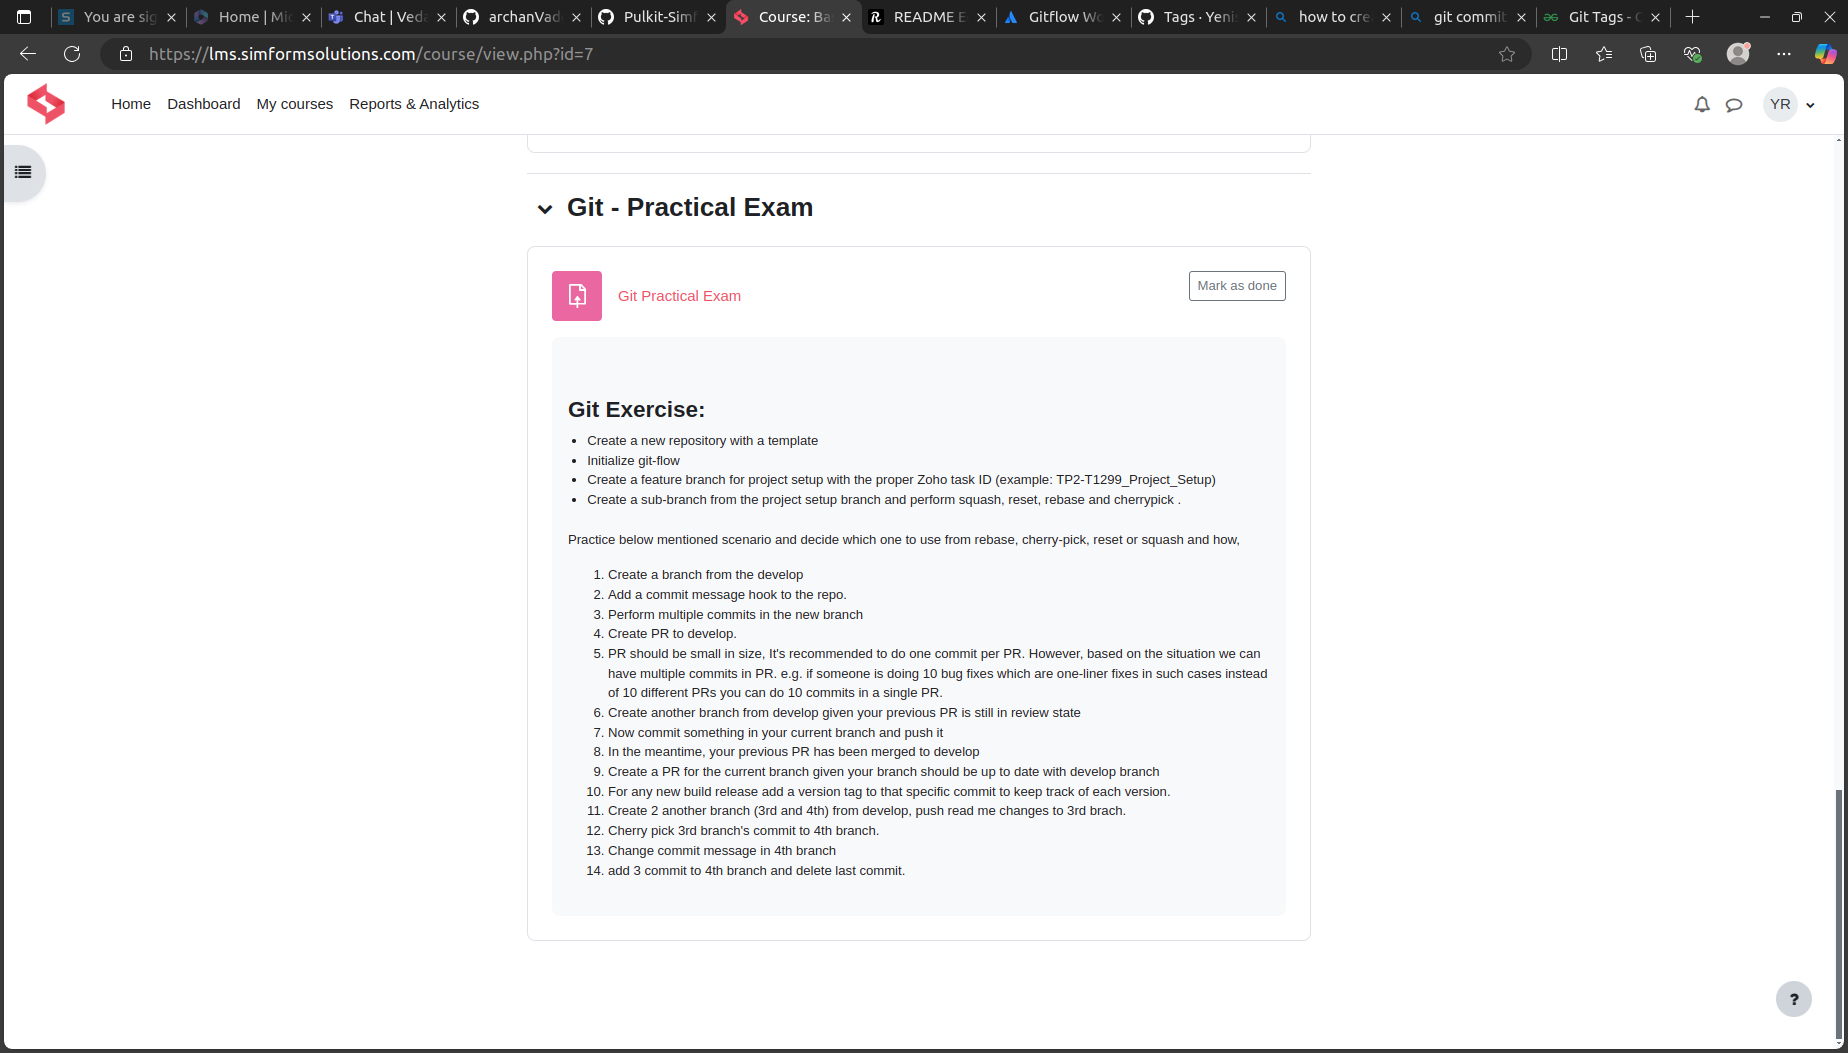 You are sig
Home | Mic
Chat | Veda
archanVad
Pulkit-Simf
Course: Ba
README E
Gitflow Wo
Tags · Yenis
how to cre
git commit
Git Tags - G
https://lms.simformsolutions.com/course/view.php?id=7
Home
Dashboard
My courses
Reports & Analytics
YR
Git - Practical Exam
Git Practical Exam
Mark as done
Git Exercise:
• Create a new repository with a template
• Initialize git-flow
• Create a feature branch for project setup with the proper Zoho task ID (example: TP2-T1299_Project_Setup)
• Create a sub-branch from the project setup branch and perform squash, reset, rebase and cherrypick .
Practice below mentioned scenario and decide which one to use from rebase, cherry-pick, reset or squash and how,
1. Create a branch from the develop
2. Add a commit message hook to the repo.
3. Perform multiple commits in the new branch
4. Create PR to develop.
5. PR should be small in size, It's recommended to do one commit per PR. However, based on the situation we can
have multiple commits in PR. e.g. if someone is doing 10 bug fixes which are one-liner fixes in such cases instead
of 10 different PRs you can do 10 commits in a single PR.
6. Create another branch from develop given your previous PR is still in review state
7. Now commit something in your current branch and push it
8. In the meantime, your previous PR has been merged to develop
9. Create a PR for the current branch given your branch should be up to date with develop branch
10. For any new build release add a version tag to that specific commit to keep track of each version.
11. Create 2 another branch (3rd and 4th) from develop, push read me changes to 3rd brach.
12. Cherry pick 3rd branch's commit to 4th branch.
13. Change commit message in 4th branch
14. add 3 commit to 4th branch and delete last commit.
?